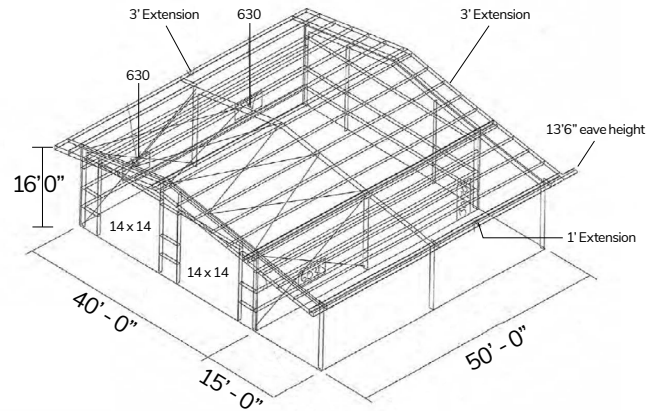 3' Extension
630
3' Extension
630
13'6" eave height
16' 0"
14 x 14
14 x 14
1' Extension
40' - 0"
15' - 0"
50' - 0"